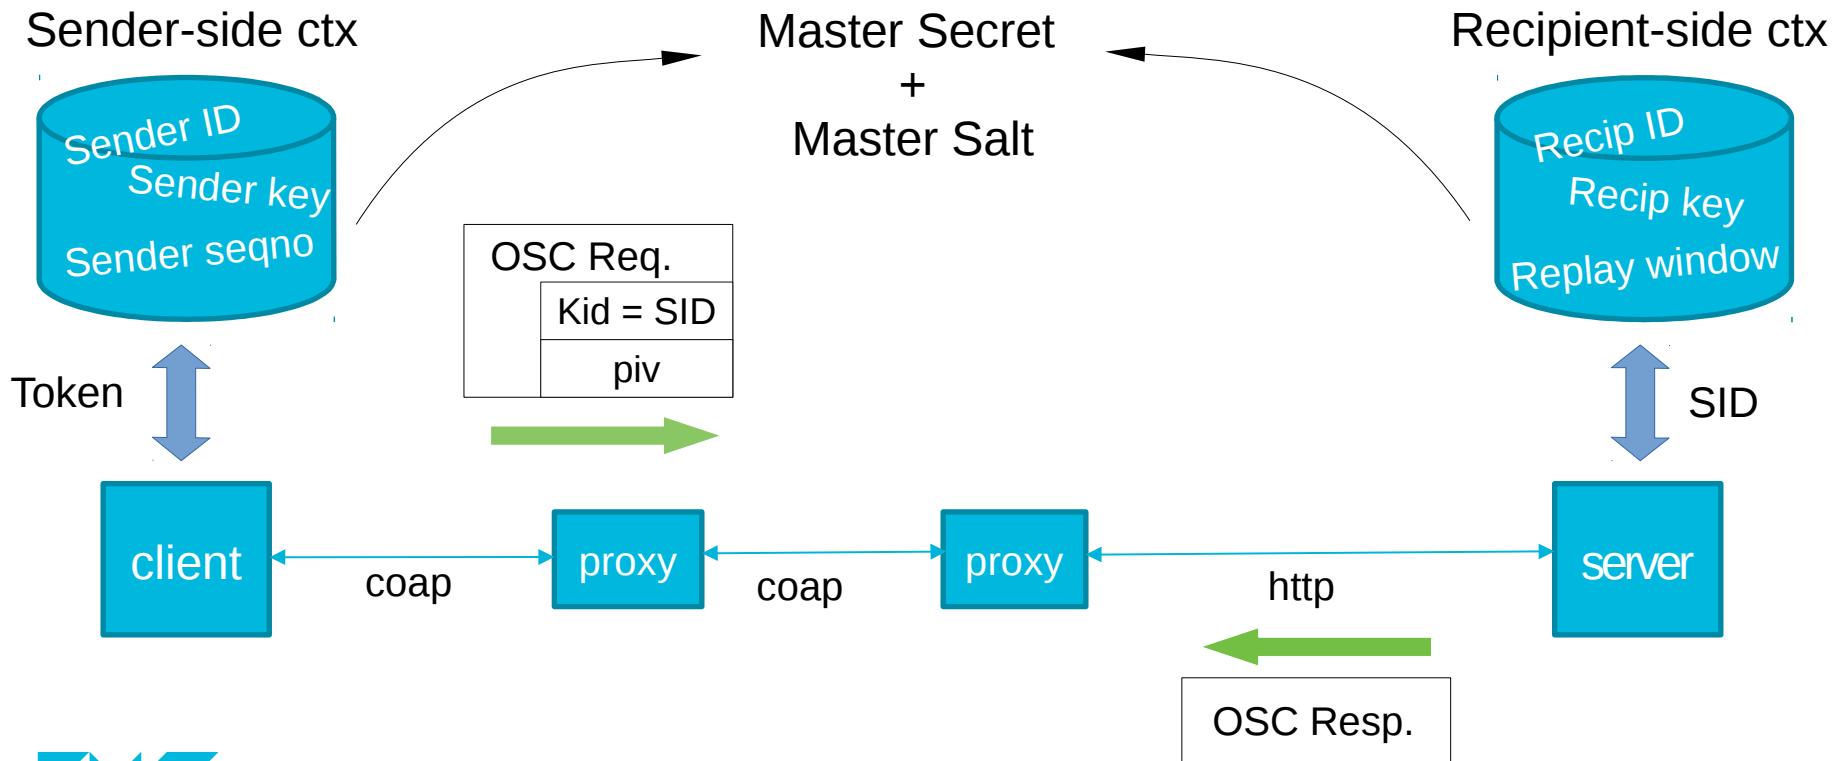 Sender-side ctx
Master Secret
+
Master Salt
Recipient-side ctx
Sender ID
Sender key
Sender seqno
Recip ID
Recip key
Replay window
OSC Req.
Kid = SID
piv
Token
SID
client
coap
proxy
coap
proxy
http
server
OSC Resp.